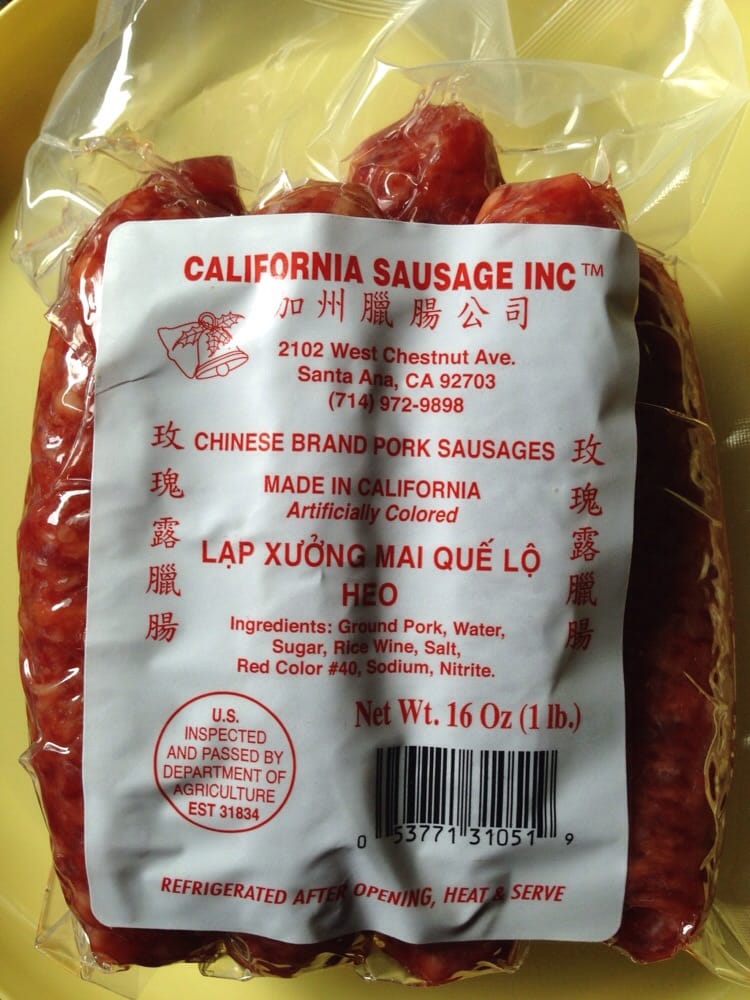 CALIFORNIA SAUSAGE INC™
加州臘腸公司
2102 West Chestnut Ave.
Santa Ana, CA 92703
(714) 972-9898
CHINESE BRAND PORK SAUSAGES
MADE IN CALIFORNIA
Artificially Colored
玫瑰露臘腸
玫瑰露臘腸
LẠP XƯỞNG MAI QUẾ LỘ
HEO
Ingredients: Ground Pork, Water,
Sugar, Rice Wine, Salt,
Red Color #40, Sodium, Nitrite.
U.S.
INSPECTED
AND PASSED BY
DEPARTMENT OF
AGRICULTURE
EST 31834
Net Wt. 16 Oz (1 lb.)
0 53771 31051 9
REFRIGERATED AFTER OPENING, HEAT & SERVE